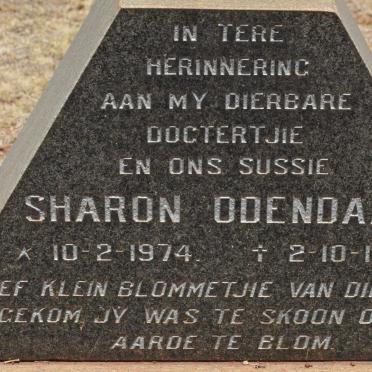 IN TERE
HERINNERING
AAN MY DIERBARE
DOCTERTJIE
EN ONS SUSSIE
SHARON ODENDA
* 10-2-1974. † 2-10-1
EF KLEIN BLOMMETJIE VAN DIE
GEKOM, JY WAS TE SKOON O
AARDE TE BLOM.